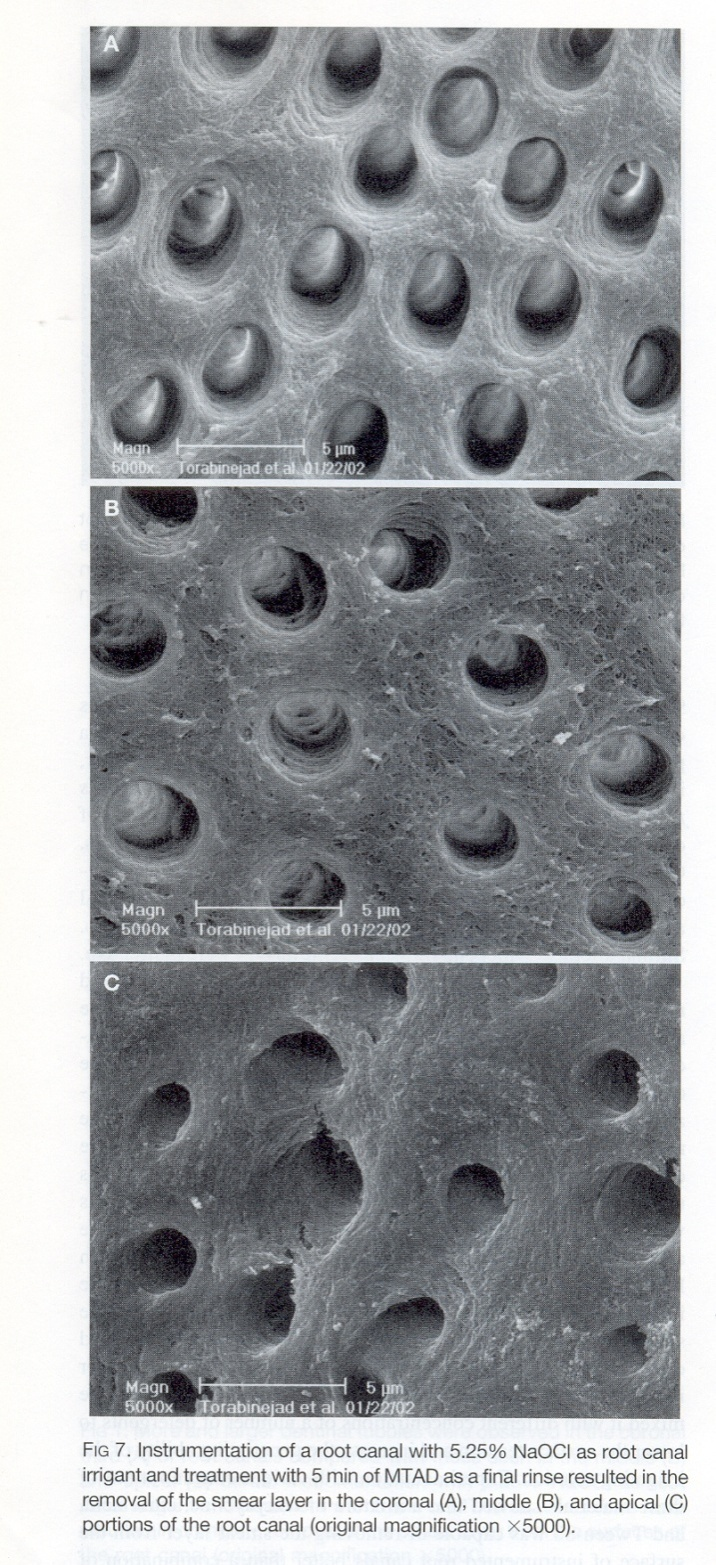 A
Magn 5 µm
5000x Torabinejad et al. 01/22/02
B
Magn 5 µm
5000x Torabinejad et al 01/22/02
C
Magn 5 µm
5000x Torabinejad et al. 01/22/02
FIG 7. Instrumentation of a root canal with 5.25% NaOCl as root canal
irrigant and treatment with 5 min of MTAD as a final rinse resulted in the
removal of the smear layer in the coronal (A), middle (B), and apical (C)
portions of the root canal (original magnification ×5000).